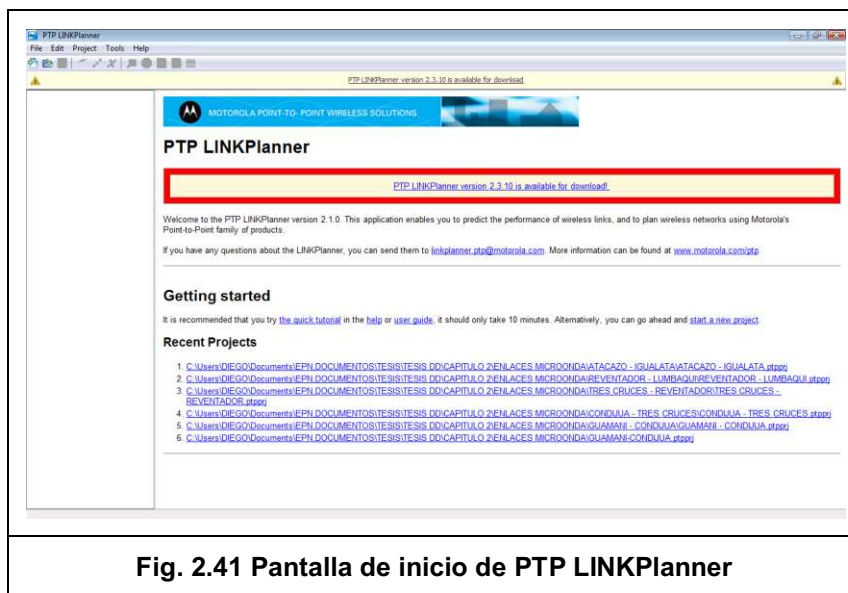 PTP LINKPlanner
File Edit Project Tools Help
PTP LINKPlanner version 2.3.10 is available for download
MOTOROLA POINT-TO-POINT WIRELESS SOLUTIONS
PTP LINKPlanner
PTP LINKPlanner version 2.3.10 is available for download!
Welcome to the PTP LINKPlanner version 2.1.0. This application enables you to predict the performance of wireless links, and to plan wireless networks using Motorola's
Point-to-Point family of products.
If you have any questions about the LINKPlanner, you can send them to linkplanner.ptp@motorola.com. More information can be found at www.motorola.com/ptp.
Getting started
It is recommended that you try the quick tutorial in the help or user guide, it should only take 10 minutes. Alternatively, you can go ahead and start a new project.
Recent Projects
1. C:\Users\DIEGO\Documents\EPN.DOCUMENTOS\TESIS\TESIS DD\CAPITULO 2\ENLACES MICROONDA\ATACAZO - IGUALATA\ATACAZO - IGUALATA.ptpprj
2. C:\Users\DIEGO\Documents\EPN.DOCUMENTOS\TESIS\TESIS DD\CAPITULO 2\ENLACES MICROONDA\REVENTADOR - LUMBAQUI\REVENTADOR - LUMBAQUI.ptpprj
3. C:\Users\DIEGO\Documents\EPN.DOCUMENTOS\TESIS\TESIS DD\CAPITULO 2\ENLACES MICROONDA\TRES CRUCES - REVENTADOR\TRES CRUCES -
REVENTADOR.ptpprj
4. C:\Users\DIEGO\Documents\EPN.DOCUMENTOS\TESIS\TESIS DD\CAPITULO 2\ENLACES MICROONDA\CONDIJUA - TRES CRUCES\CONDIJUA - TRES CRUCES.ptpprj
5. C:\Users\DIEGO\Documents\EPN.DOCUMENTOS\TESIS\TESIS DD\CAPITULO 2\ENLACES MICROONDA\GUAMANI - CONDIJUA\GUAMANI - CONDIJUA.ptpprj
6. C:\Users\DIEGO\Documents\EPN.DOCUMENTOS\TESIS\TESIS DD\CAPITULO 2\ENLACES MICROONDA\GUAMANI-CONDIJUA.ptpprj
Fig. 2.41 Pantalla de inicio de PTP LINKPlanner